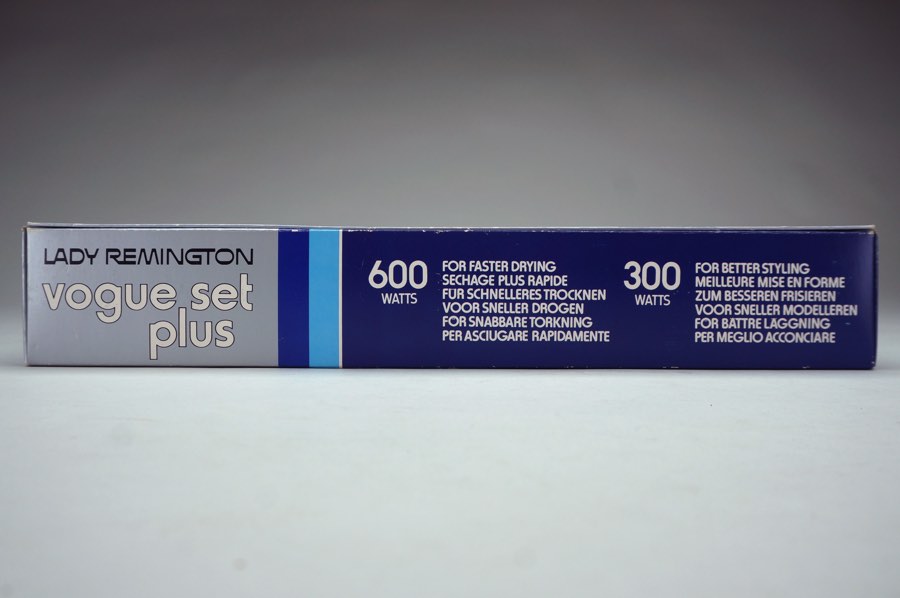 LADY REMINGTON
vogue set
plus
600
WATTS
FOR FASTER DRYING
SECHAGE PLUS RAPIDE
FÜR SCHNELLERES TROCKNEN
VOOR SNELLER DROGEN
FOR SNABBARE TORKNING
PER ASCIUGARE RAPIDAMENTE
300
WATTS
FOR BETTER STYLING
MEILLEURE MISE EN FORME
ZUM BESSEREN FRISIEREN
VOOR SNELLER MODELLEREN
FOR BÄTTRE LÄGGNING
PER MEGLIO ACCONCIARE